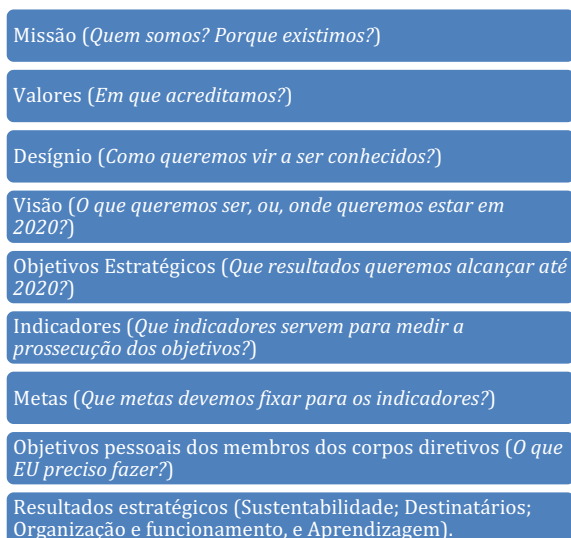 Missão (Quem somos? Porque existimos?)
Valores (Em que acreditamos?)
Desígnio (Como queremos vir a ser conhecidos?)
Visão (O que queremos ser, ou, onde queremos estar em
2020?)
Objetivos Estratégicos (Que resultados queremos alcançar até
2020?)
Indicadores (Que indicadores servem para medir a
prossecução dos objetivos?)
Metas (Que metas devemos fixar para os indicadores?)
Objetivos pessoais dos membros dos corpos diretivos (O que
EU preciso fazer?)
Resultados estratégicos (Sustentabilidade; Destinatários;
Organização e funcionamento, e Aprendizagem).